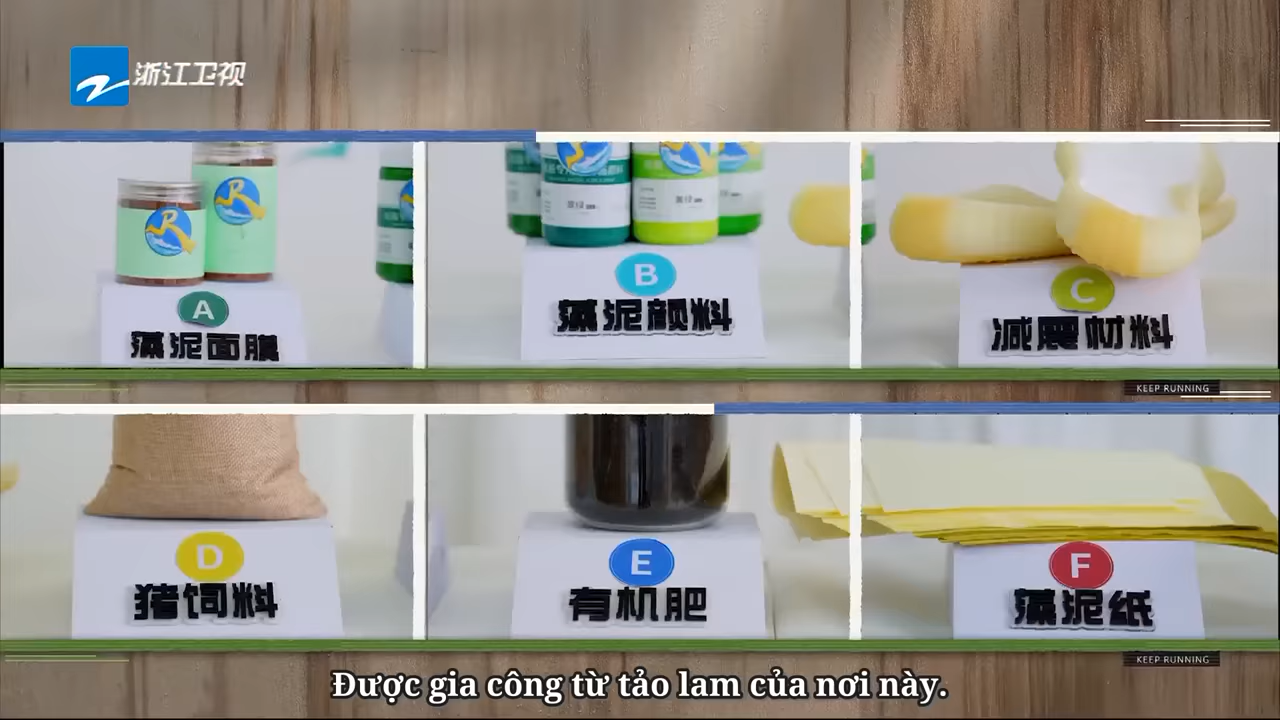 浙江卫视
R
R
A
藻泥面膜
B
藻泥颜料
C
减震材料
KEEP RUNNING
D
猪饲料
E
有机肥
F
藻泥纸
KEEP RUNNING
Được gia công từ tảo lam của nơi này.